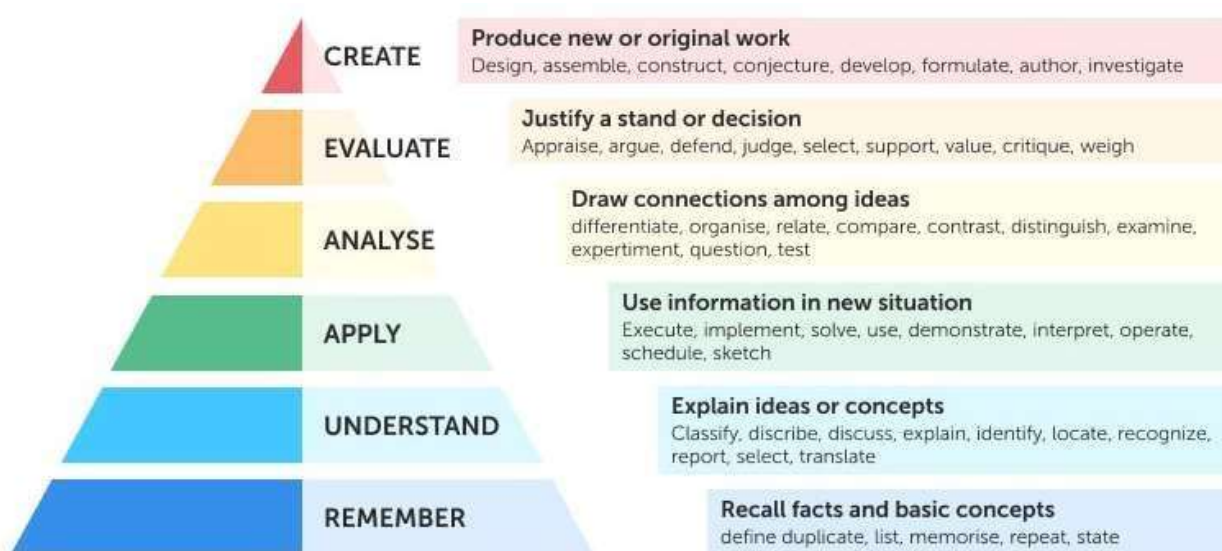 CREATE
Produce new or original work
Design, assemble, construct, conjecture, develop, formulate, author, investigate
EVALUATE
Justify a stand or decision
Appraise, argue, defend, judge, select, support, value, critique, weigh
ANALYSE
Draw connections among ideas
differentiate, organise, relate, compare, contrast, distinguish, examine,
expertiment, question, test
APPLY
Use information in new situation
Execute, implement, solve, use, demonstrate, interpret, operate,
schedule, sketch
UNDERSTAND
Explain ideas or concepts
Classify, discribe, discuss, explain, identify, locate, recognize,
report, select, translate
REMEMBER
Recall facts and basic concepts
define duplicate, list, memorise, repeat, state